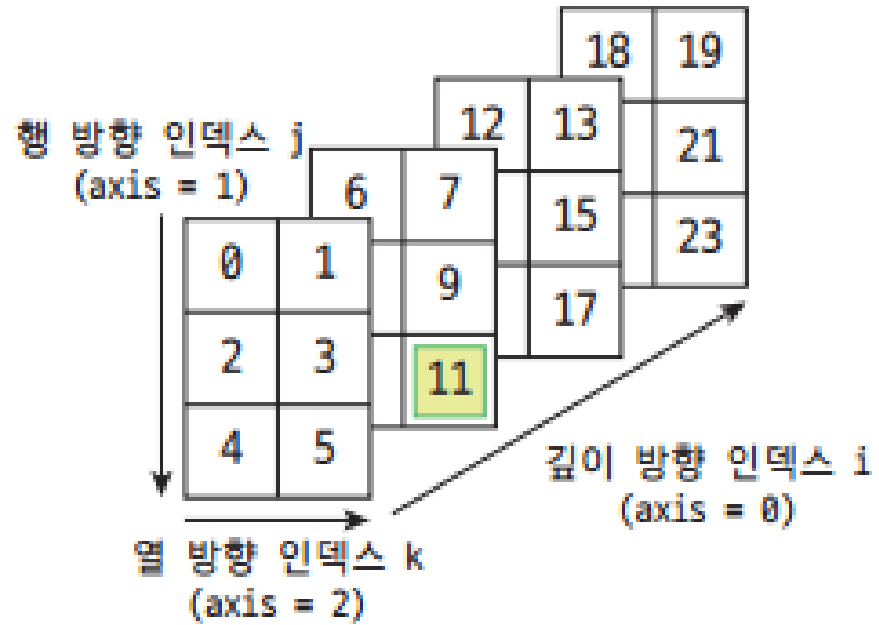 18 19
12 13
행 방향 인덱스 j
(axis = 1)
21
6 7
15
23
0 1
9
17
2 3
11
4 5
깊이 방향 인덱스 i
(axis = 0)
열 방향 인덱스 k
(axis = 2)